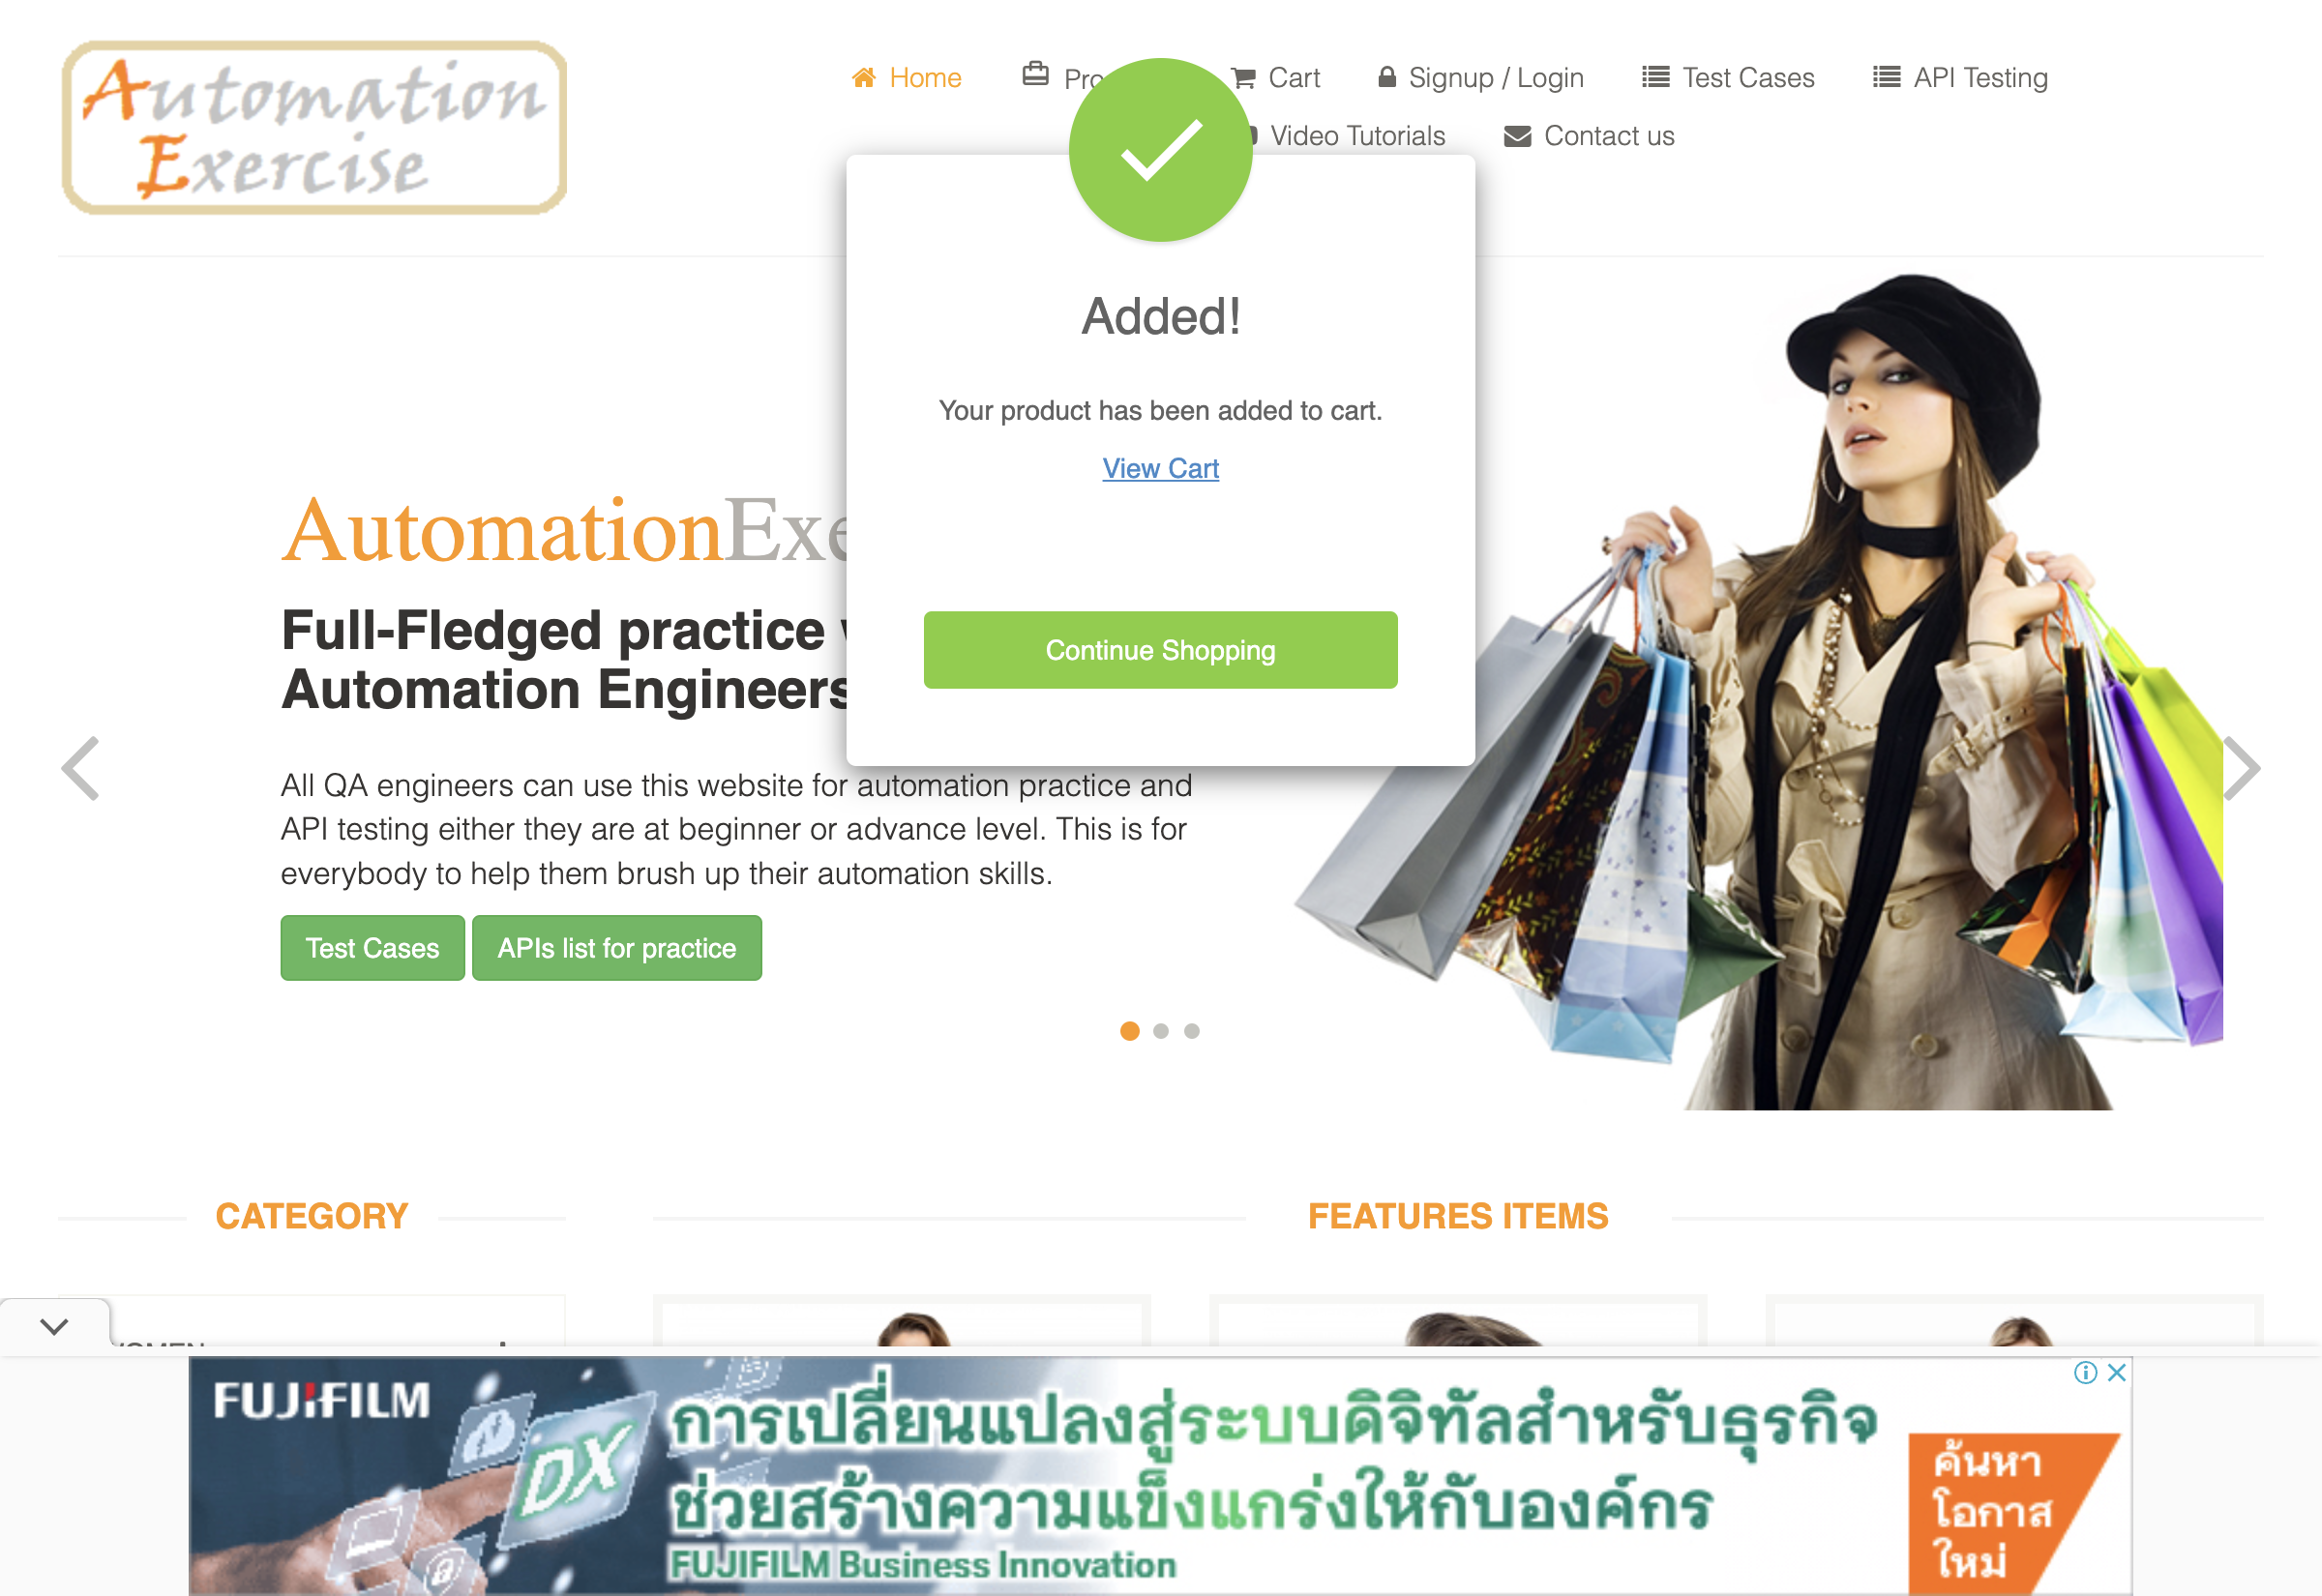 Automation
Exercise
Home
Cart
Signup / Login
Test Cases
API Testing
Video Tutorials
Contact us
Added!
Your product has been added to cart.
View Cart
Continue Shopping
AutomationExe
Full-Fledged practice
Automation Engineers
All QA engineers can use this website for automation practice and
API testing either they are at beginner or advance level. This is for
everybody to help them brush up their automation skills.
Test Cases
APIs list for practice
CATEGORY
FEATURES ITEMS
FUJIFILM
DX
การเปลี่ยนแปลงสู่ระบบดิจิทัลสำหรับธุรกิจ
ช่วยสร้างความแข็งแกร่งให้กับองค์กร
FUJIFILM Business Innovation
ค้นหา
โอกาส
ใหม่